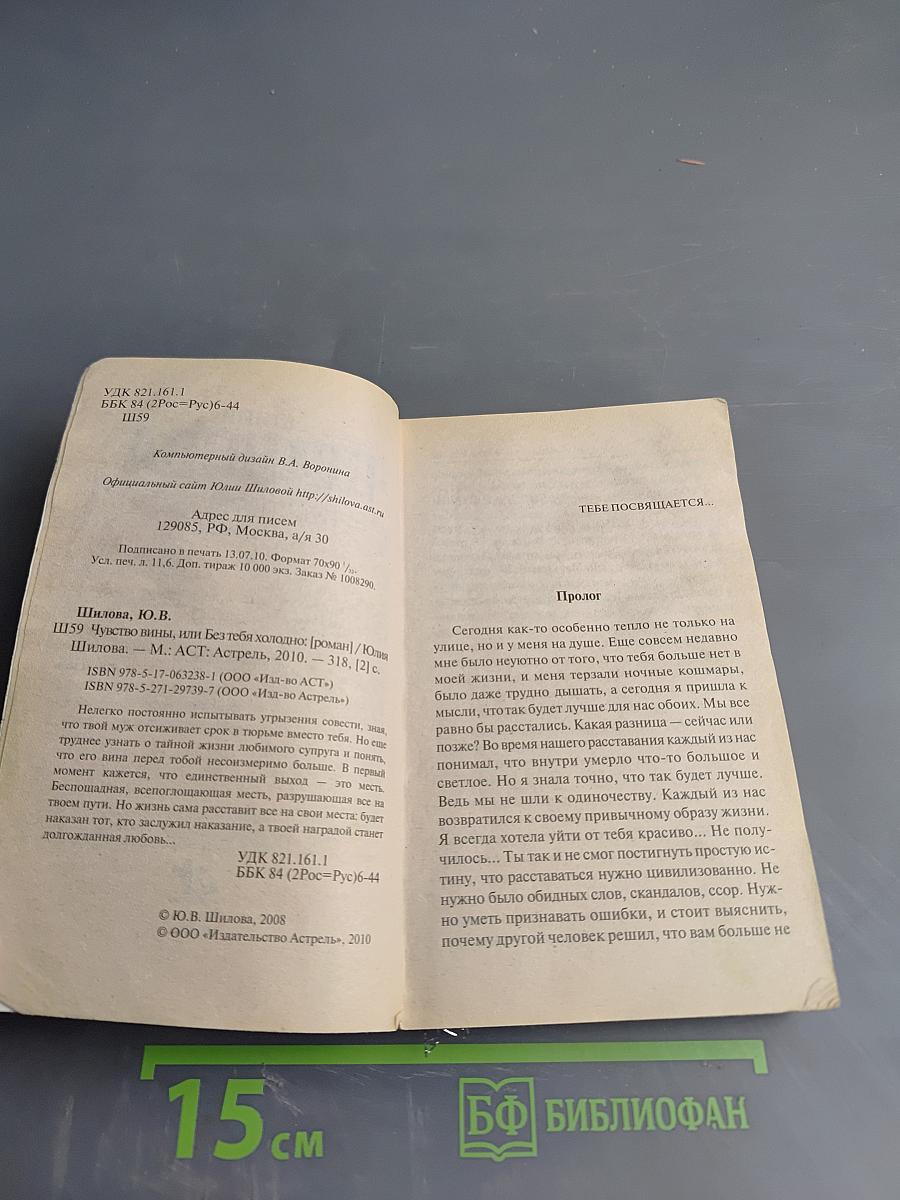 УДК 821.161.1
ББК 84 (2Рос=Рус)6-44
Ш59
Компьютерный дизайн В.А. Воронина
Официальный сайт Юлии Шиловой http://shilova.ast.ru
Адрес для писем
129085, РФ, Москва, а/я 30
Подписано в печать 13.07.10. Формат 70x90 1/32.
Усл. печ. л. 11,6. Доп. тираж 10 000 экз. Заказ № 1008290.
Шилова, Ю.В.
Ш59 Чувство вины, или Без тебя холодно: [роман] / Юлия
Шилова. — М.: АСТ: Астрель, 2010. — 318, [2] с.
ISBN 978-5-17-063238-1 (ООО «Изд-во АСТ»)
ISBN 978-5-271-29739-7 (ООО «Изд-во Астрель»)
Нелегко постоянно испытывать угрызения совести, зная,
что твой муж отсиживает срок в тюрьме вместо тебя. Но еще
труднее узнать о тайной жизни любимого супруга и понять,
что его вина перед тобой несоизмеримо больше. В первый
момент кажется, что единственный выход — это месть.
Беспощадная, всепоглощающая месть, разрушающая все на
твоем пути. Но жизнь сама расставит все на свои места: будет
наказан тот, кто заслужил наказание, а твоей наградой станет
долгожданная любовь...
УДК 821.161.1
ББК 84 (2Рос=Рус)6-44
© Ю.В. Шилова, 2008
© ООО «Издательство Астрель», 2010
ТЕБЕ ПОСВЯЩАЕТСЯ...
Пролог
Сегодня как-то особенно тепло не только на
улице, но и у меня на душе. Еще совсем недавно
мне было неуютно от того, что тебя больше нет в
моей жизни, и меня терзали ночные кошмары,
было даже трудно дышать, а сегодня я пришла к
мысли, что так будет лучше для нас обоих. Мы все
равно бы расстались. Какая разница — сейчас или
позже? Во время нашего расставания каждый из нас
понимал, что внутри умерло что-то большое и
светлое. Но я знала точно, что так будет лучше.
Ведь мы не шли к одиночеству. Каждый из нас
возвратился к своему привычному образу жизни.
Я всегда хотела уйти от тебя красиво... Не полу-
чилось... Ты так и не смог постигнуть простую ис-
тину, что расставаться нужно цивилизованно. Не
нужно было обидных слов, скандалов, ссор. Нуж-
но уметь признавать ошибки, и стоит выяснить,
почему другой человек решил, что вам больше не
15 см
БФ БИБЛИОФАН